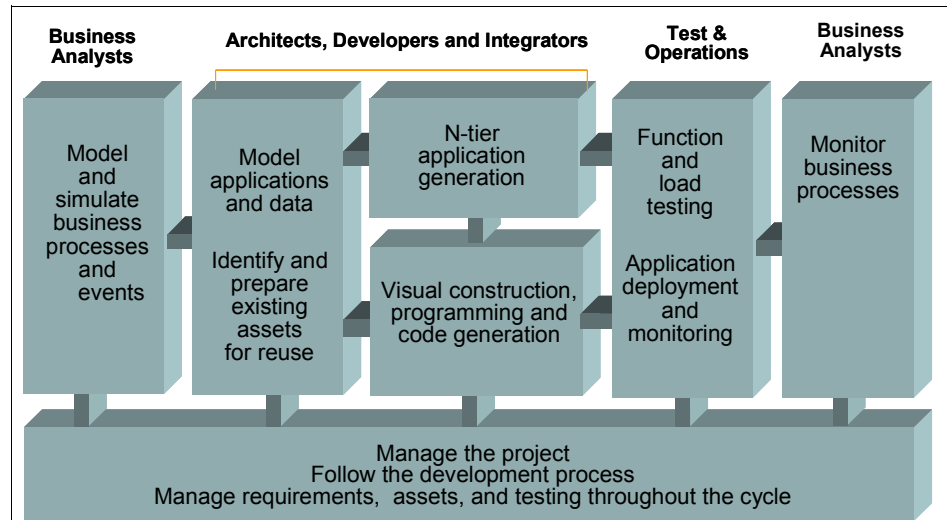 Business
Analysts
Architects, Developers and Integrators
Test &
Operations
Business
Analysts
Model
and
simulate
business
processes
and
events
Model
applications
and data
Identify and
prepare
existing
assets
for reuse
N-tier
application
generation
Visual construction,
programming and
code generation
Function
and
load
testing
Application
deployment
and
monitoring
Monitor
business
processes
Manage the project
Follow the development process
Manage requirements, assets, and testing throughout the cycle